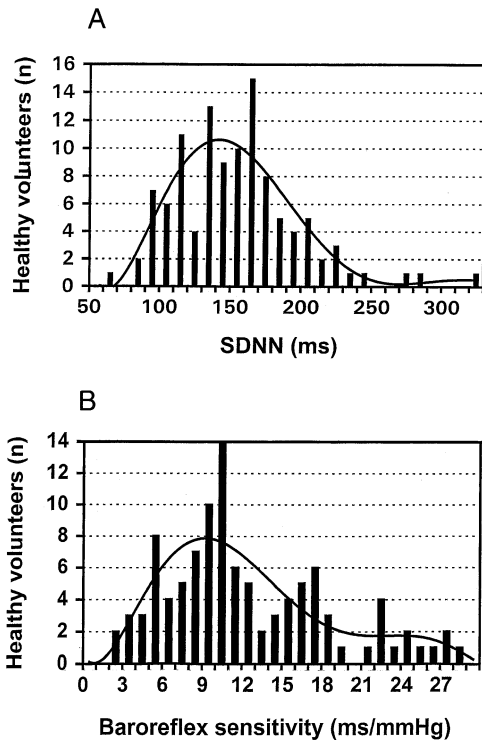 A
Healthy volunteers (n)
16
14
12
10
8
6
4
2
0
50 100 150 200 250 300
SDNN (ms)
B
Healthy volunteers (n)
14
12
10
8
6
4
2
0
0 3 6 9 12 15 18 21 24 27
Baroreflex sensitivity (ms/mmHg)